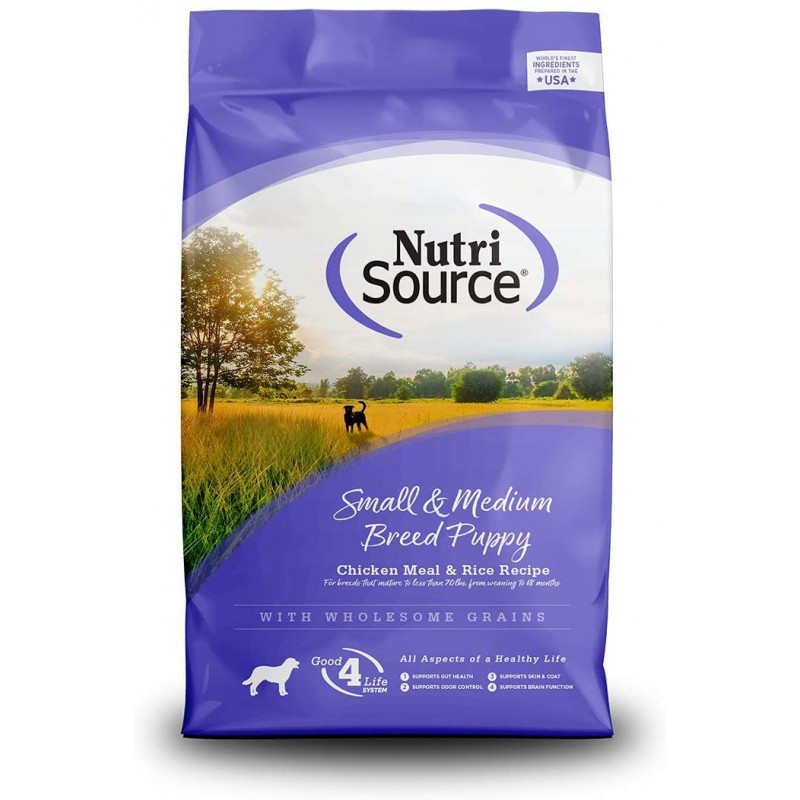 WORLD'S FINEST
INGREDIENTS
PREPARED IN THE
★USA★
Nutri
Source®
Small & Medium
Breed Puppy
Chicken Meal & Rice Recipe
For breeds that mature to less than 70lbs, from weaning to 18 months
WITH WHOLESOME GRAINS
Good 4 Life
SYSTEM
All Aspects of a Healthy Life
1 SUPPORTS GUT HEALTH
2 SUPPORTS ODOR CONTROL
3 SUPPORTS SKIN & COAT
4 SUPPORTS BRAIN FUNCTION